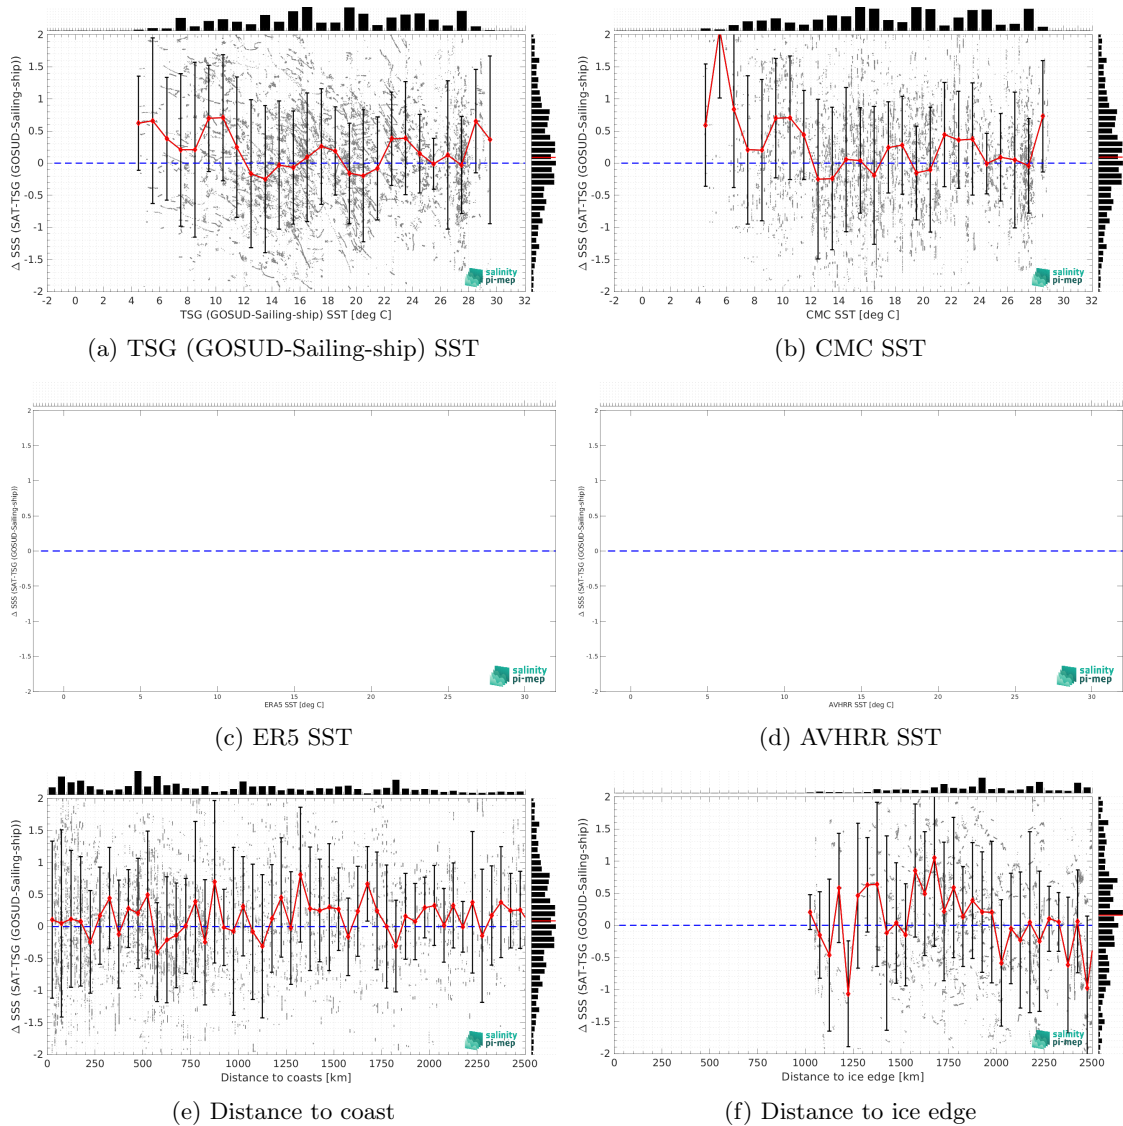 2
1.5
1
0.5
0
-0.5
-1
-1.5
-2
Δ SSS (SAT-TSG (GOSUD-Sailing-ship))
-2 0 2 4 6 8 10 12 14 16 18 20 22 24 26 28 30 32
TSG (GOSUD-Sailing-ship) SST [deg C]
salinity
pi-mep
(a) TSG (GOSUD-Sailing-ship) SST
2
1.5
1
0.5
0
-0.5
-1
-1.5
-2
Δ SSS (SAT-TSG (GOSUD-Sailing-ship))
-2 0 2 4 6 8 10 12 14 16 18 20 22 24 26 28 30 32
CMC SST [deg C]
salinity
pi-mep
(b) CMC SST
2
1.5
1
0.5
0
-0.5
-1
-1.5
-2
Δ SSS (SAT-TSG (GOSUD-Sailing-ship))
0 5 10 15 20 25 30
ERA5 SST [deg C]
salinity
pi-mep
(c) ER5 SST
2
1.5
1
0.5
0
-0.5
-1
-1.5
-2
Δ SSS (SAT-TSG (GOSUD-Sailing-ship))
0 5 10 15 20 25 30
AVHRR SST [deg C]
salinity
pi-mep
(d) AVHRR SST
2
1.5
1
0.5
0
-0.5
-1
-1.5
-2
Δ SSS (SAT-TSG (GOSUD-Sailing-ship))
0 250 500 750 1000 1250 1500 1750 2000 2250 2500
Distance to coasts [km]
salinity
pi-mep
(e) Distance to coast
2
1.5
1
0.5
0
-0.5
-1
-1.5
-2
Δ SSS (SAT-TSG (GOSUD-Sailing-ship))
0 250 500 750 1000 1250 1500 1750 2000 2250 2500
Distance to ice edge [km]
salinity
pi-mep
(f) Distance to ice edge